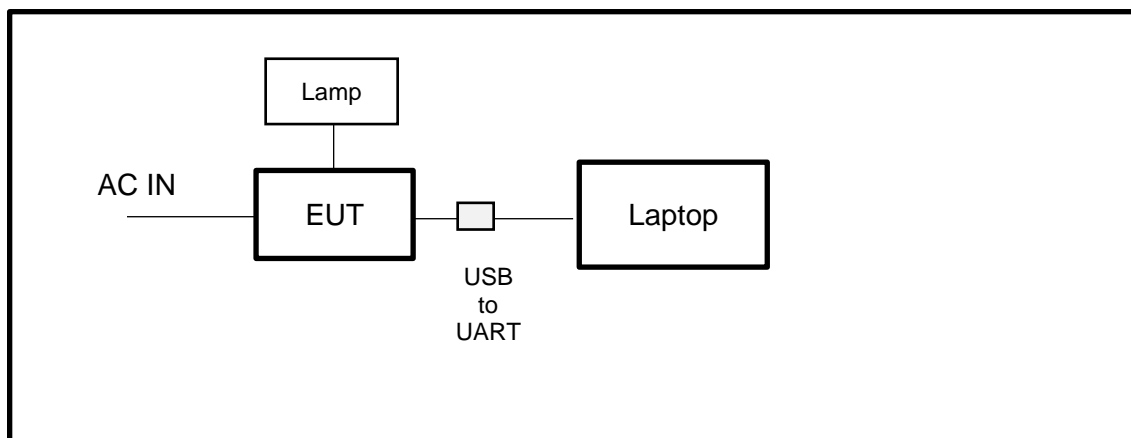 Lamp
AC IN
EUT
Laptop
USB
to
UART